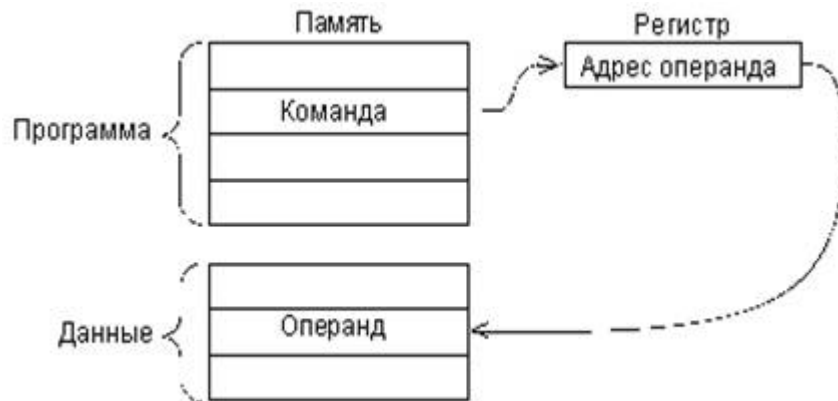 Память
Регистр
Адрес операнда
Команда
Программа
Операнд
Данные